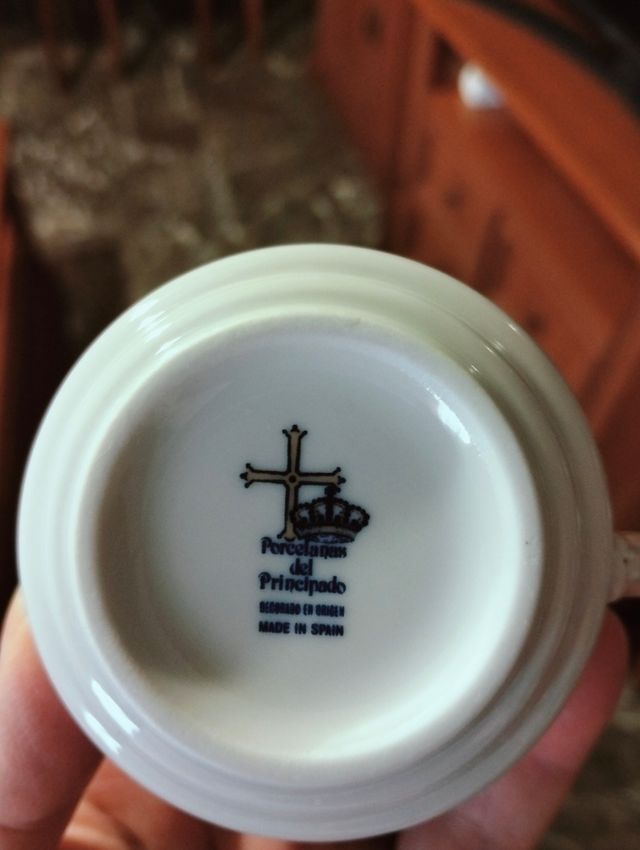 Porcelanas
del
Principado
DECORADO EN ORIGEN
MADE IN SPAIN